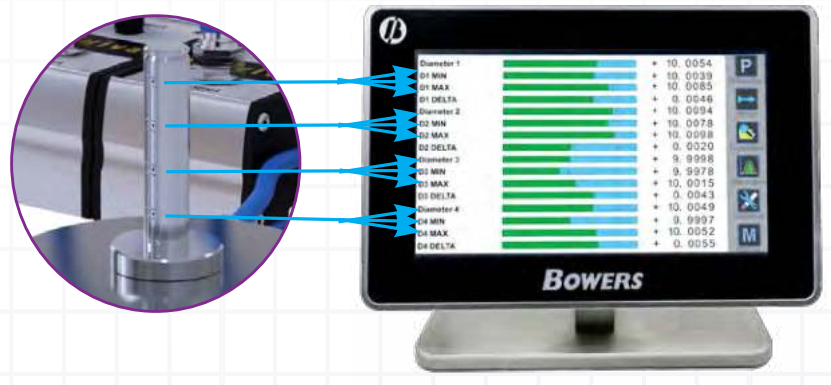 Diameter 1 + 10. 0054
D1 MIN + 10. 0039
D1 MAX + 10. 0085
D1 DELTA + 0. 0046
Diameter 2 + 10. 0094
D2 MIN + 10. 0078
D2 MAX + 10. 0098
D2 DELTA + 0. 0020
Diameter 3 + 9. 9998
D3 MIN + 9. 9978
D3 MAX + 10. 0015
D3 DELTA + 0. 0043
Diameter 4 + 10. 0049
D4 MIN + 9. 9997
D4 MAX + 10. 0052
D4 DELTA + 0. 0055
P
M
BOWERS